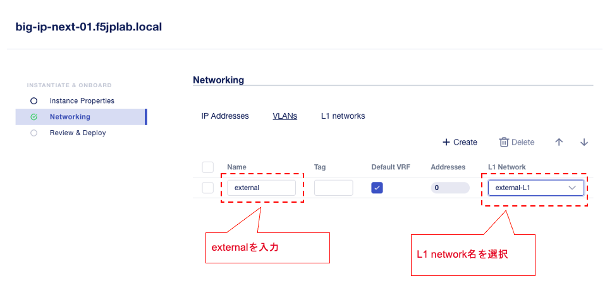 big-ip-next-01.f5jplab.local
INSTANTIATE & ONBOARD
Instance Properties
Networking
Review & Deploy
Networking
IP Addresses VLANs L1 networks
+ Create Delete
Name Tag Default VRF Addresses L1 Network
external 0 external-L1
externalを入力
L1 network名を選択